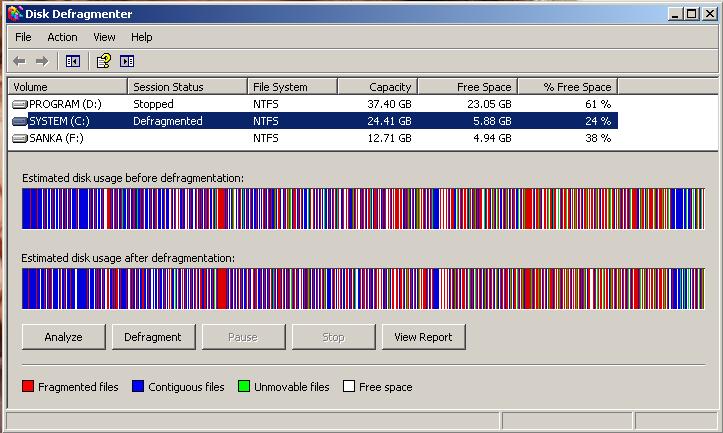 Disk Defragmenter
File Action View Help
Volume Session Status File System Capacity Free Space % Free Space
PROGRAM (D:) Stopped NTFS 37.40 GB 23.05 GB 61 %
SYSTEM (C:) Defragmented NTFS 24.41 GB 5.88 GB 24 %
SANKA (F:) NTFS 12.71 GB 4.94 GB 38 %
Estimated disk usage before defragmentation:
Estimated disk usage after defragmentation:
Analyze Defragment Pause Stop View Report
Fragmented files Contiguous files Unmovable files Free space